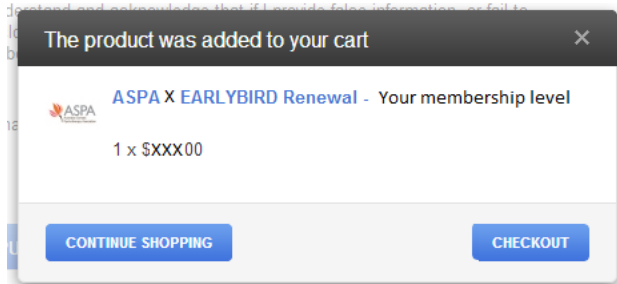 The product was added to your cart
×
ASPA
ASPA X EARLYBIRD Renewal - Your membership level
1 x $XXX00
CONTINUE SHOPPING
CHECKOUT